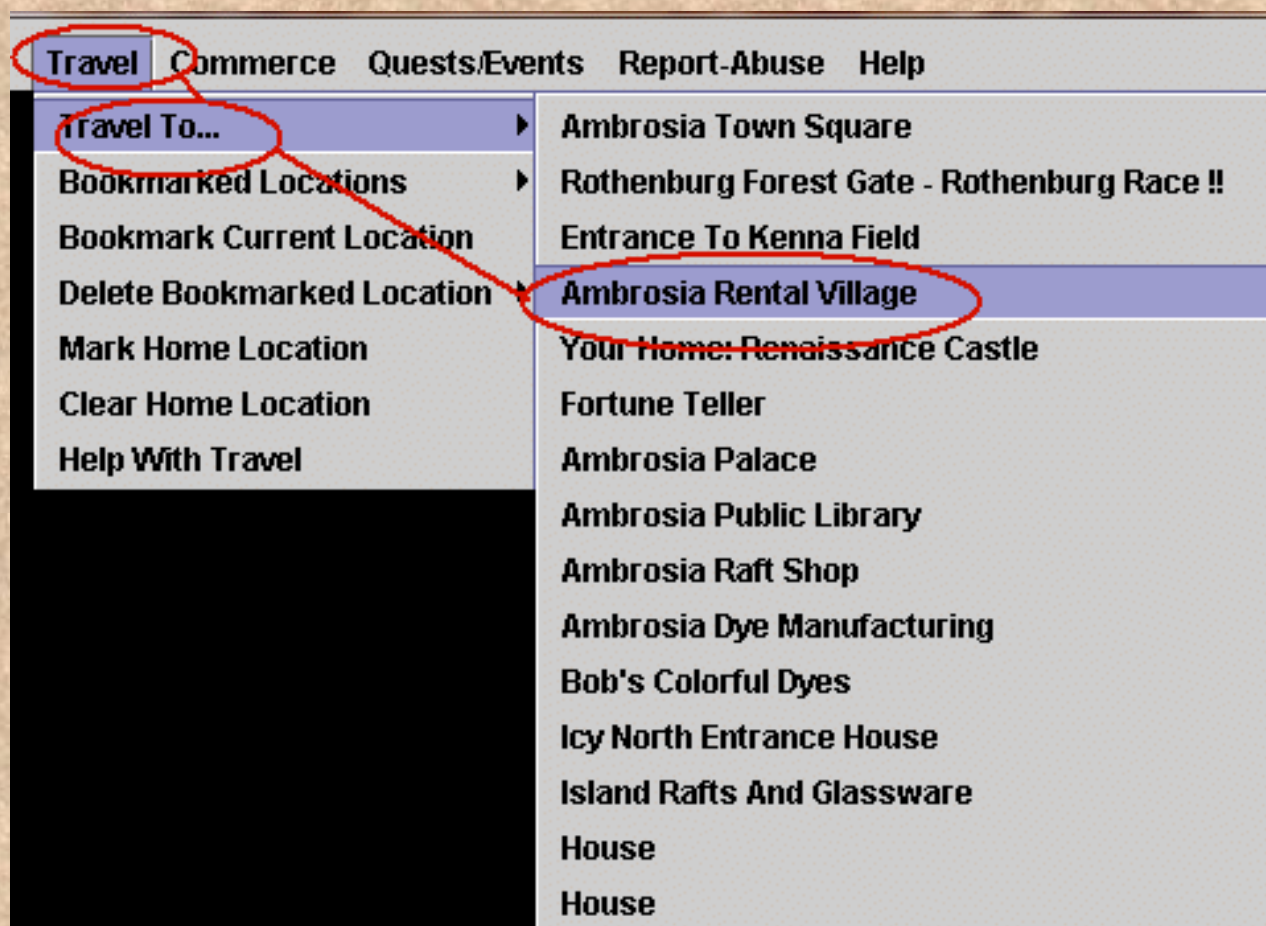 Travel Commerce Quests/Events Report-Abuse Help
Travel To...
Bookmarked Locations
Bookmark Current Location
Delete Bookmarked Location
Mark Home Location
Clear Home Location
Help With Travel
Ambrosia Town Square
Rothenburg Forest Gate - Rothenburg Race !!
Entrance To Kenna Field
Ambrosia Rental Village
Your Home: Renaissance Castle
Fortune Teller
Ambrosia Palace
Ambrosia Public Library
Ambrosia Raft Shop
Ambrosia Dye Manufacturing
Bob's Colorful Dyes
Icy North Entrance House
Island Rafts And Glassware
House
House